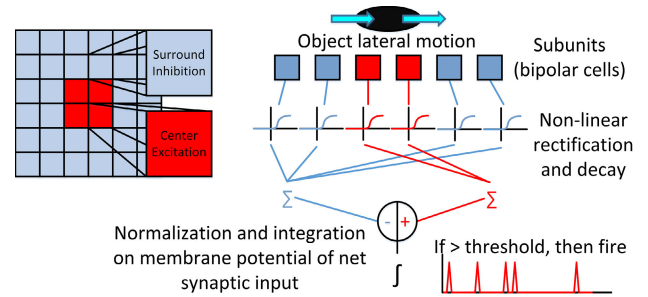 Surround
Inhibition
Center
Excitation
Object lateral motion
Subunits
(bipolar cells)
Non-linear
rectification
and decay
Σ
Σ
- +
Normalization and integration
on membrane potential of net
synaptic input
∫
If > threshold, then fire